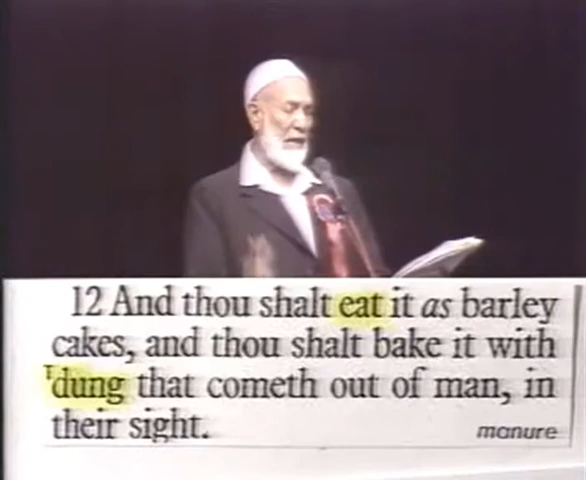 12 And thou shalt eat it as barley
cakes, and thou shalt bake it with
Tdung that cometh out of man, in
their sight.
manure